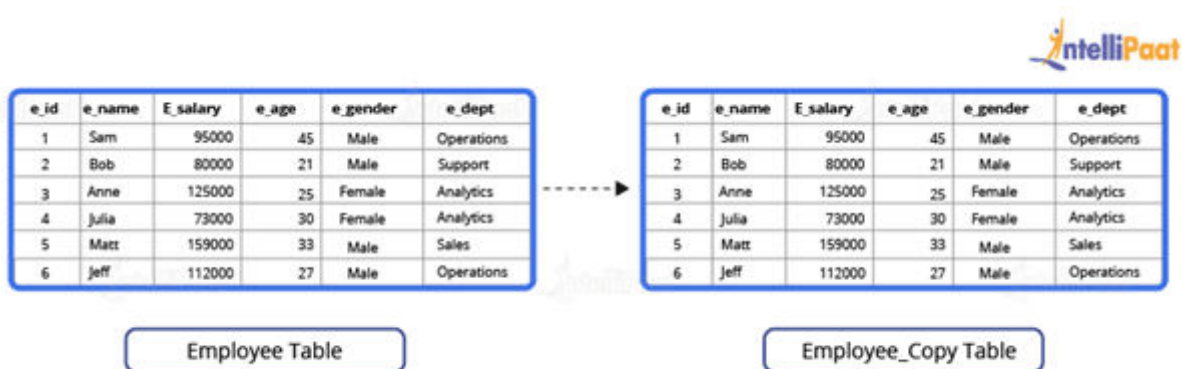 IntelliPaat
e_id e_name E_salary e_age e_gender e_dept
1 Sam 95000 45 Male Operations
2 Bob 80000 21 Male Support
3 Anne 125000 25 Female Analytics
4 Julia 73000 30 Female Analytics
5 Matt 159000 33 Male Sales
6 Jeff 112000 27 Male Operations
Employee Table
e_id e_name E_salary e_age e_gender e_dept
1 Sam 95000 45 Male Operations
2 Bob 80000 21 Male Support
3 Anne 125000 25 Female Analytics
4 Julia 73000 30 Female Analytics
5 Matt 159000 33 Male Sales
6 Jeff 112000 27 Male Operations
Employee_Copy Table